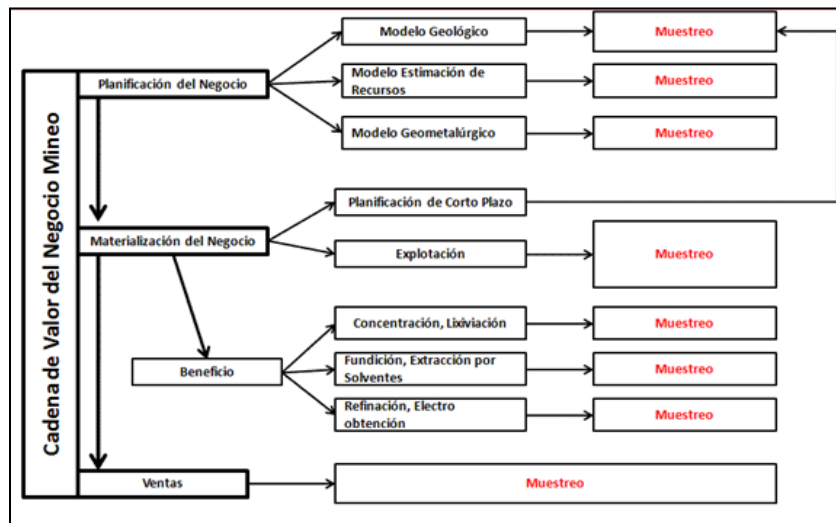 Cadena de Valor del Negocio Mineo
Planificación del Negocio
Modelo Geológico
Muestreo
Modelo Estimación de
Recursos
Muestreo
Modelo Geometalúrgico
Muestreo
Materialización del Negocio
Planificación de Corto Plazo
Explotación
Muestreo
Beneficio
Concentración, Lixiviación
Muestreo
Fundición, Extracción por
Solventes
Muestreo
Refinación, Electro
obtención
Muestreo
Ventas
Muestreo